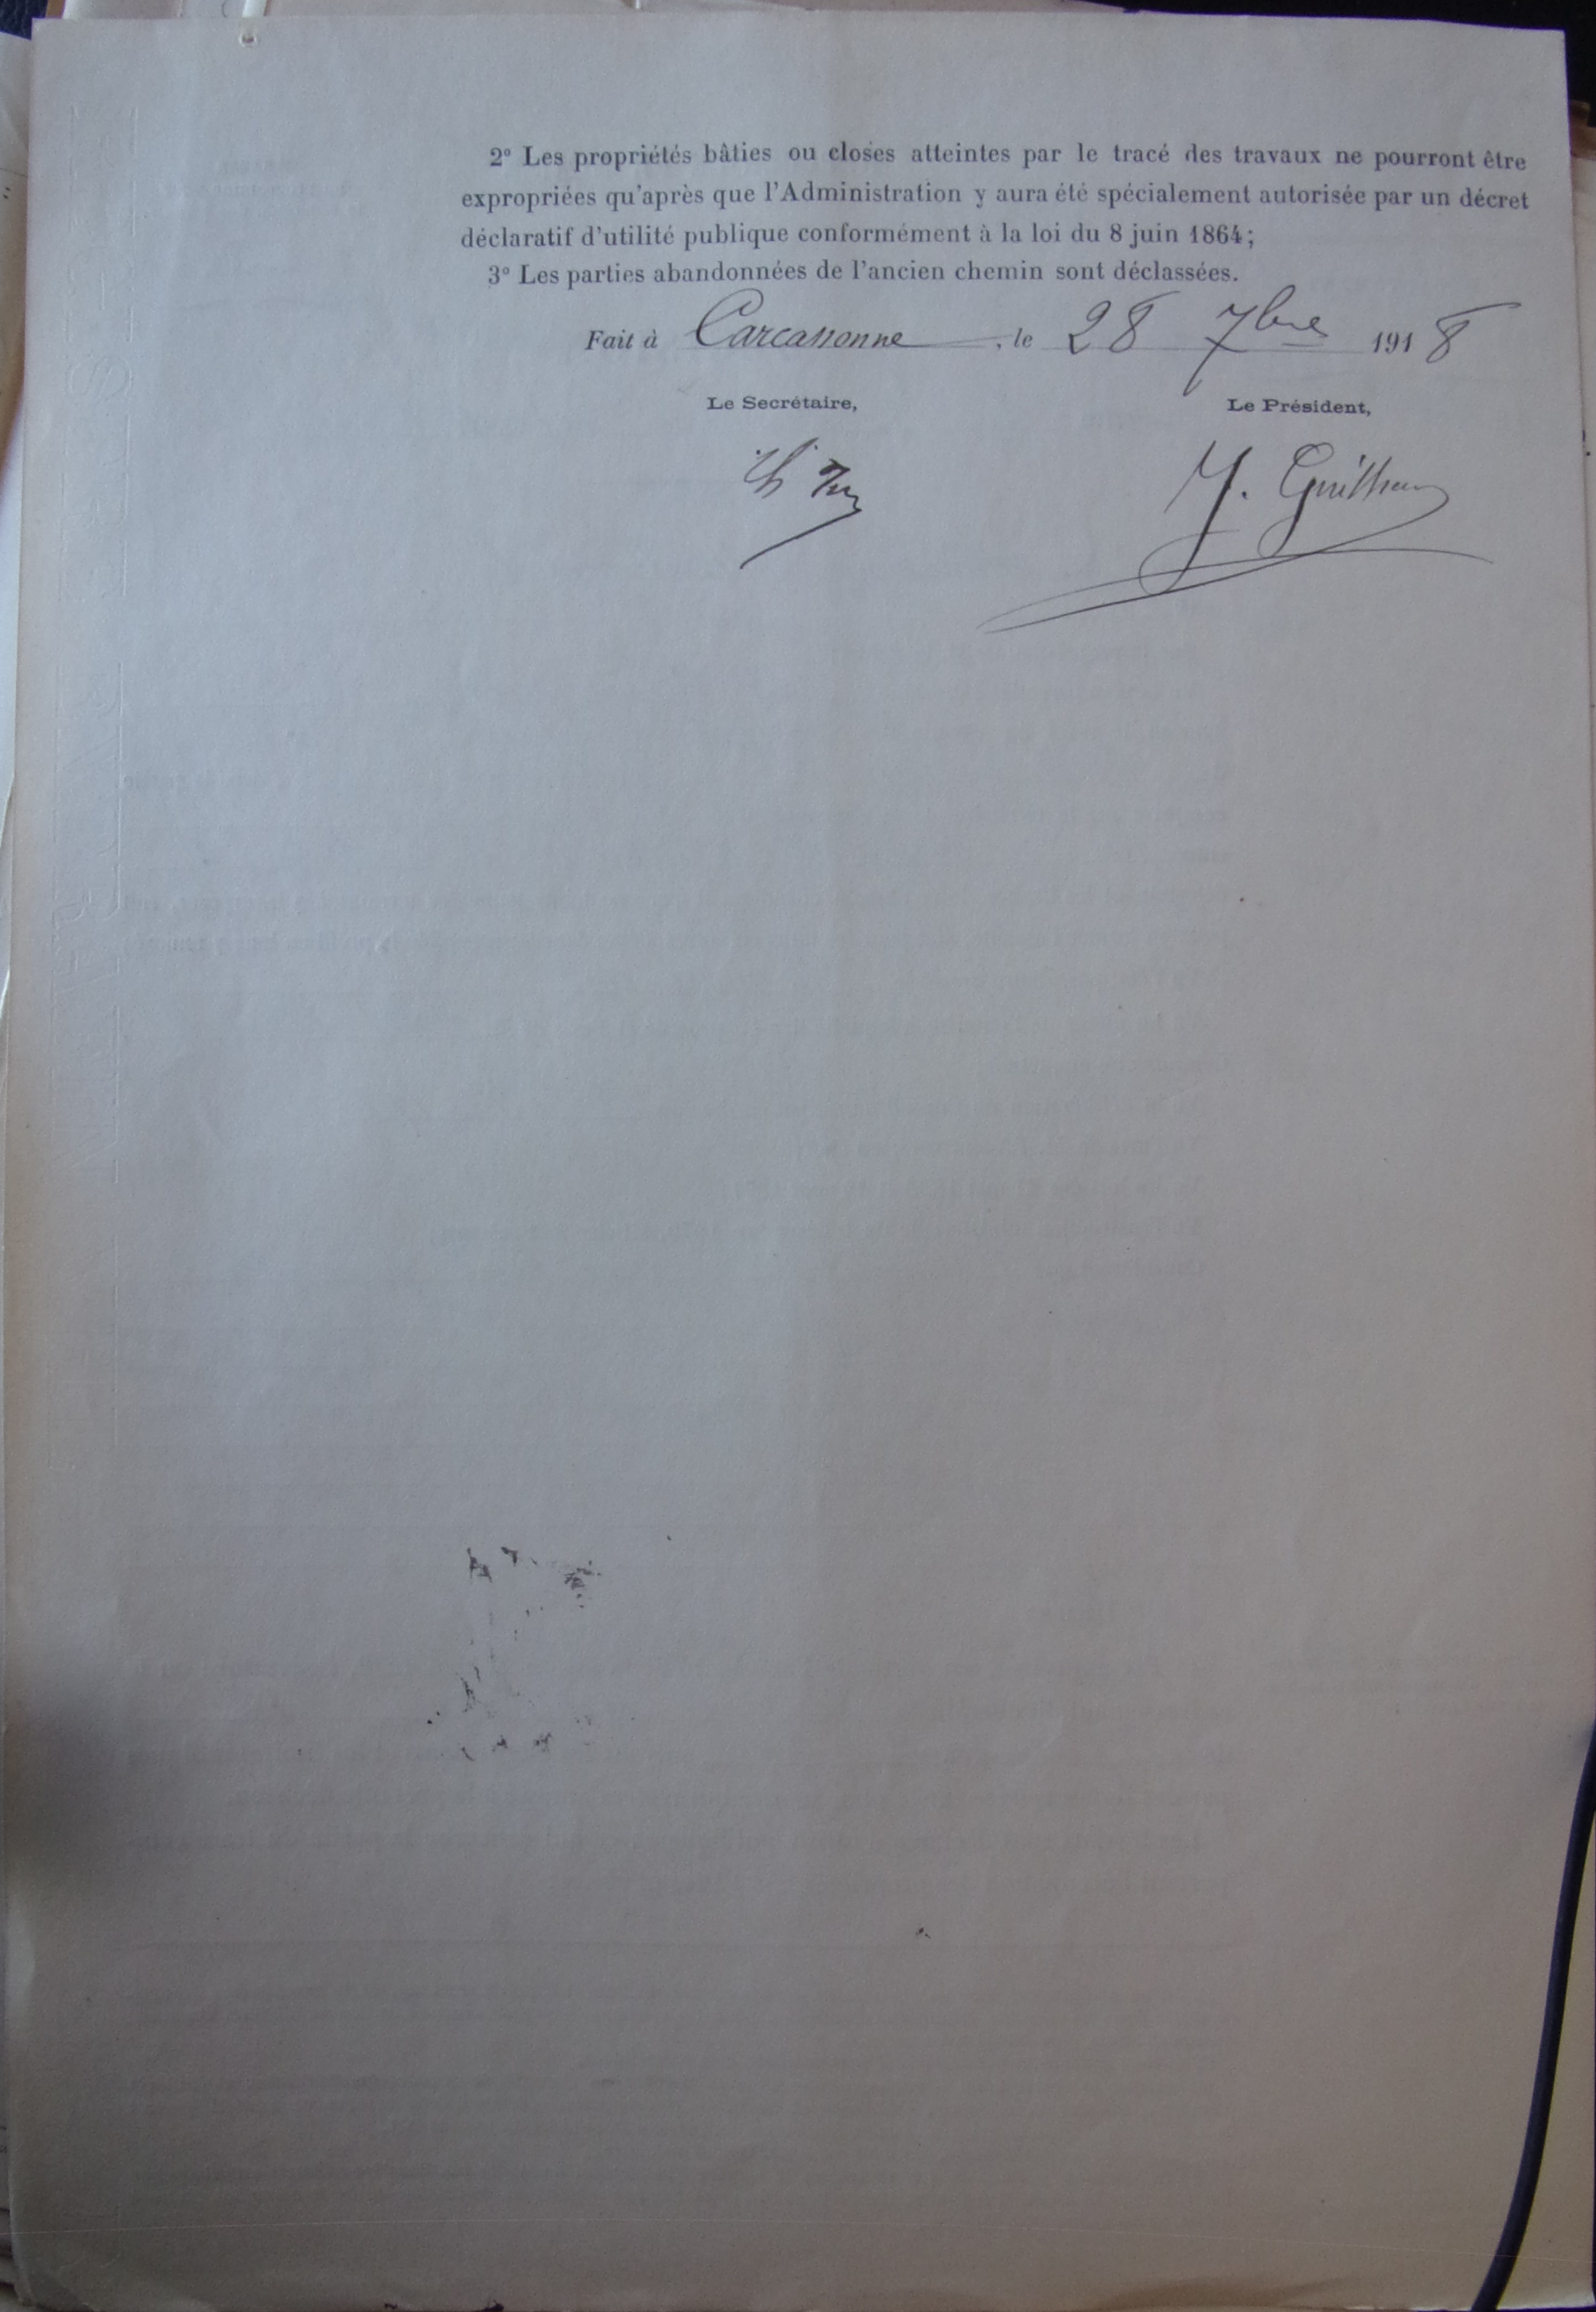 2° Les propriétés bâties ou closes atteintes par le tracé des travaux ne pourront être
expropriées qu'après que l'Administration y aura été spécialement autorisée par un décret
déclaratif d'utilité publique conformément à la loi du 8 juin 1864;
3° Les parties abandonnées de l'ancien chemin sont déclassées.
Fait à Carcassonne, le 28 7bre 1918
Le Secrétaire, Le Président,